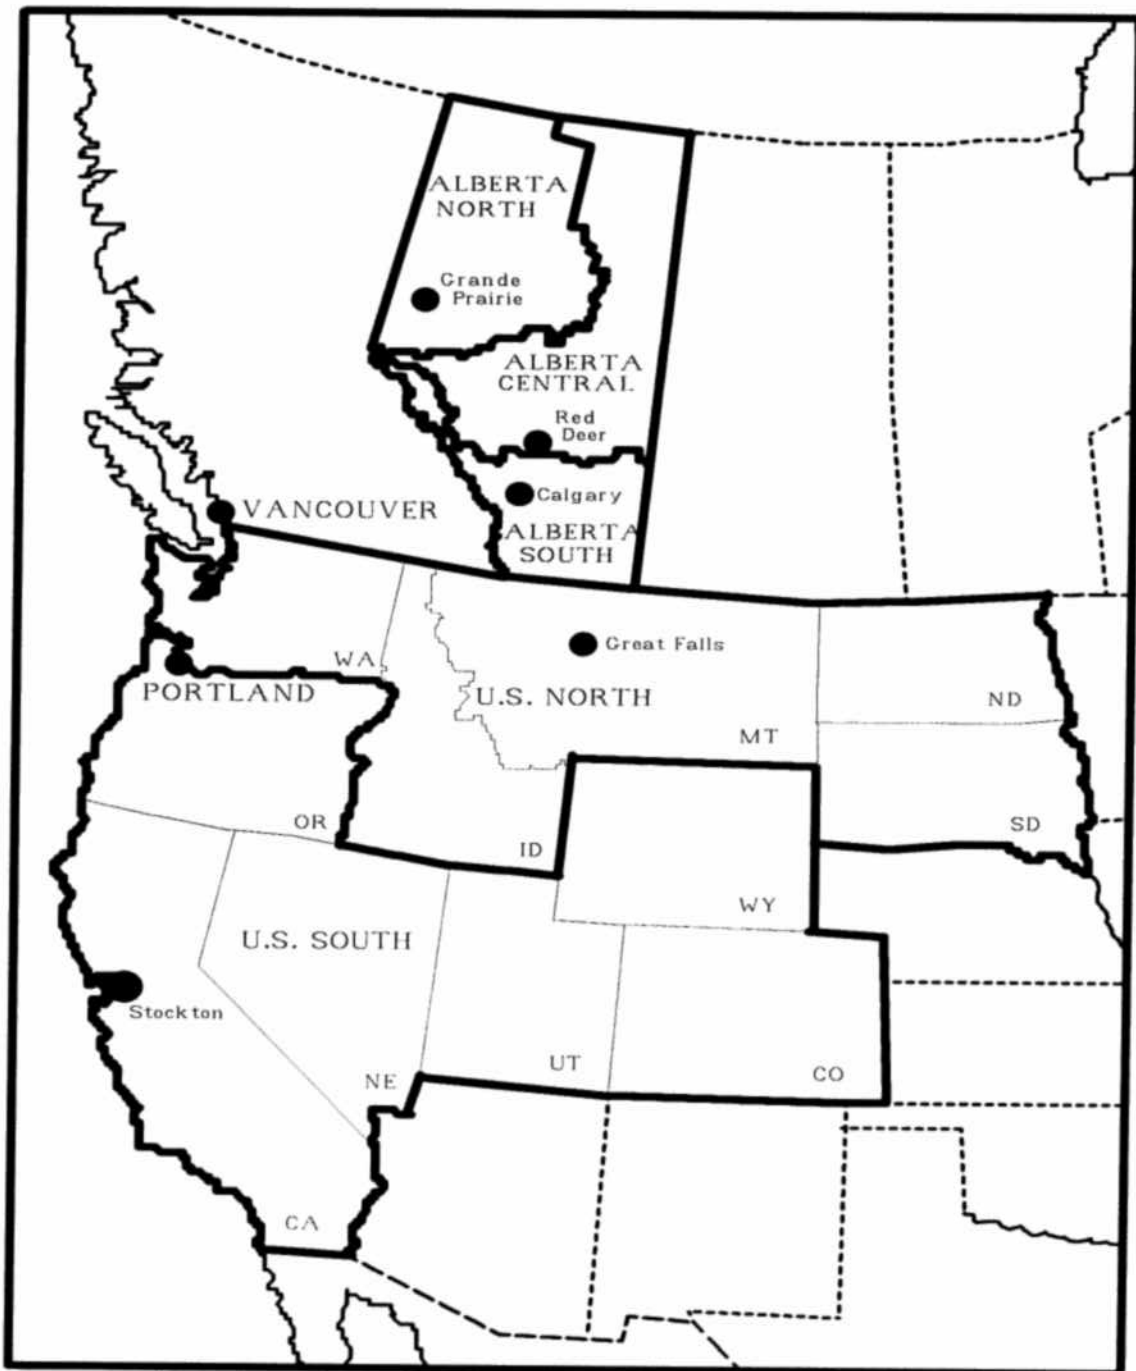 ALBERTA
NORTH
Grande
Prairie
ALBERTA
CENTRAL
Red
Deer
Calgary
VANCOUVER
ALBERTA
SOUTH
Great Falls
WA
PORTLAND
U.S. NORTH
ND
MT
OR
SD
ID
WY
U.S. SOUTH
Stockton
UT
CO
NE
CA